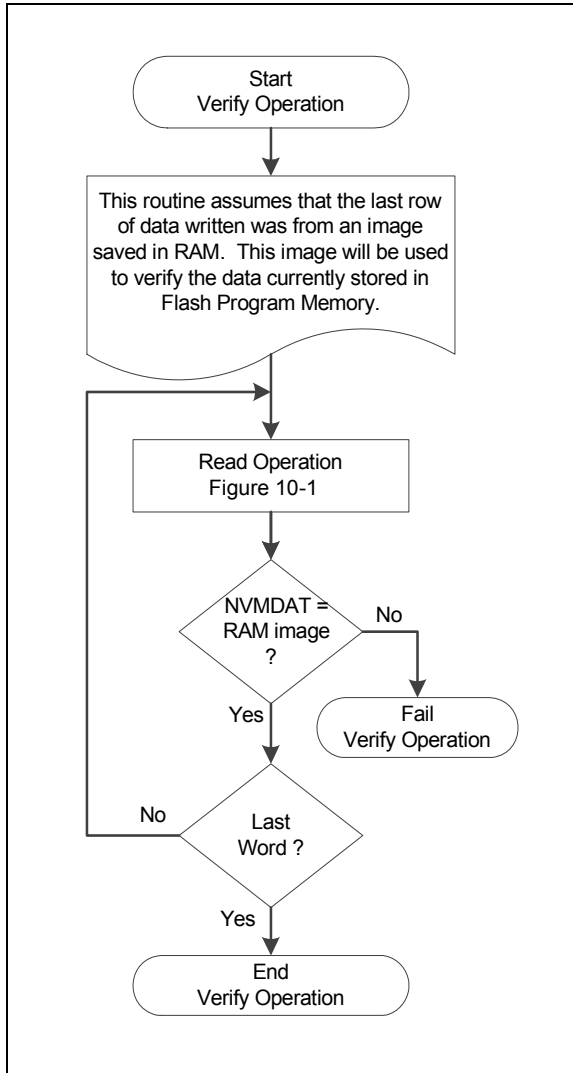 Start
Verify Operation
This routine assumes that the last row
of data written was from an image
saved in RAM. This image will be used
to verify the data currently stored in
Flash Program Memory.
Read Operation
Figure 10-1
NVMDAT =
RAM image
?
No
Yes
Fail
Verify Operation
No
Last
Word ?
Yes
End
Verify Operation